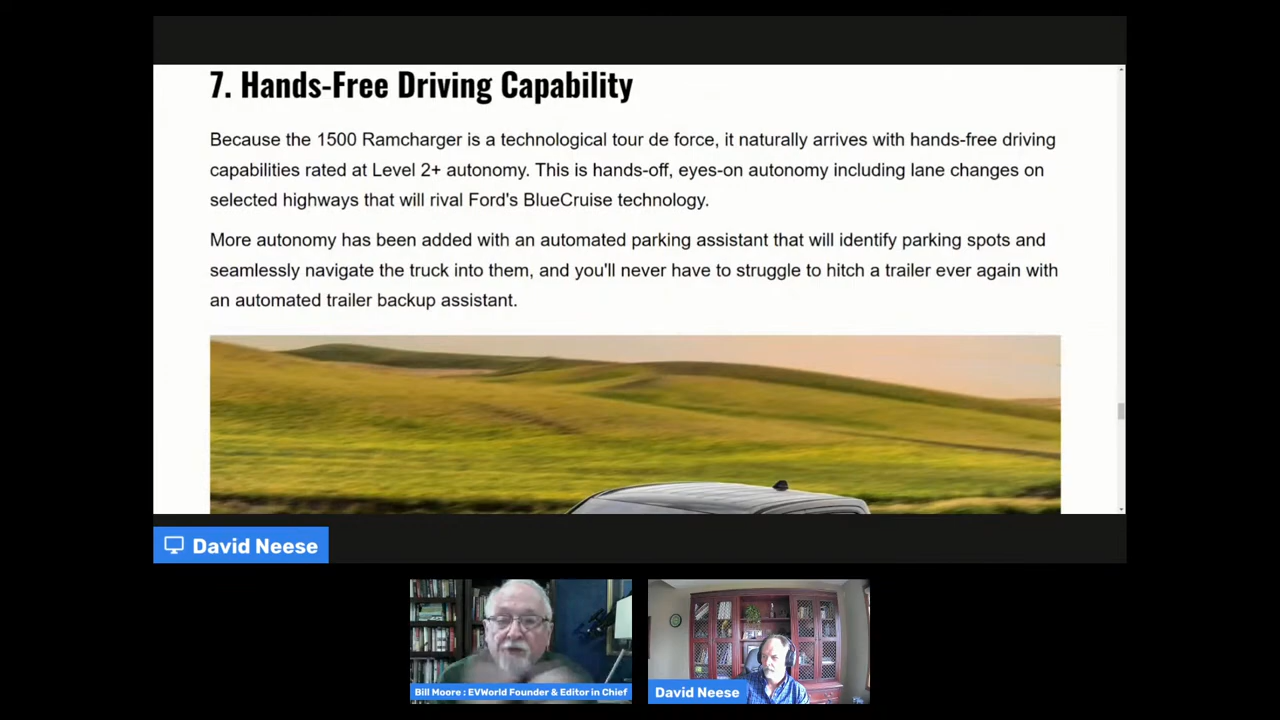 7. Hands-Free Driving Capability
Because the 1500 Ramcharger is a technological tour de force, it naturally arrives with hands-free driving
capabilities rated at Level 2+ autonomy. This is hands-off, eyes-on autonomy including lane changes on
selected highways that will rival Ford's BlueCruise technology.
More autonomy has been added with an automated parking assistant that will identify parking spots and
seamlessly navigate the truck into them, and you'll never have to struggle to hitch a trailer ever again with
an automated trailer backup assistant.
David Neese
Bill Moore : EVWorld Founder & Editor in Chief
David Neese